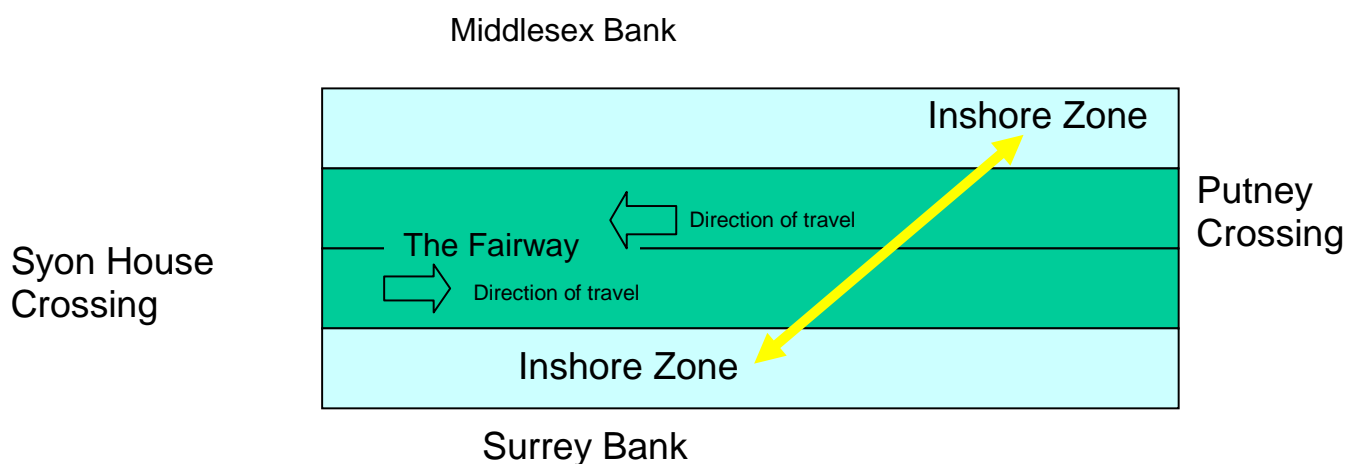 Middlesex Bank
Inshore Zone
Putney
Crossing
Direction of travel
The Fairway
Syon House
Crossing
Direction of travel
Inshore Zone
Surrey Bank